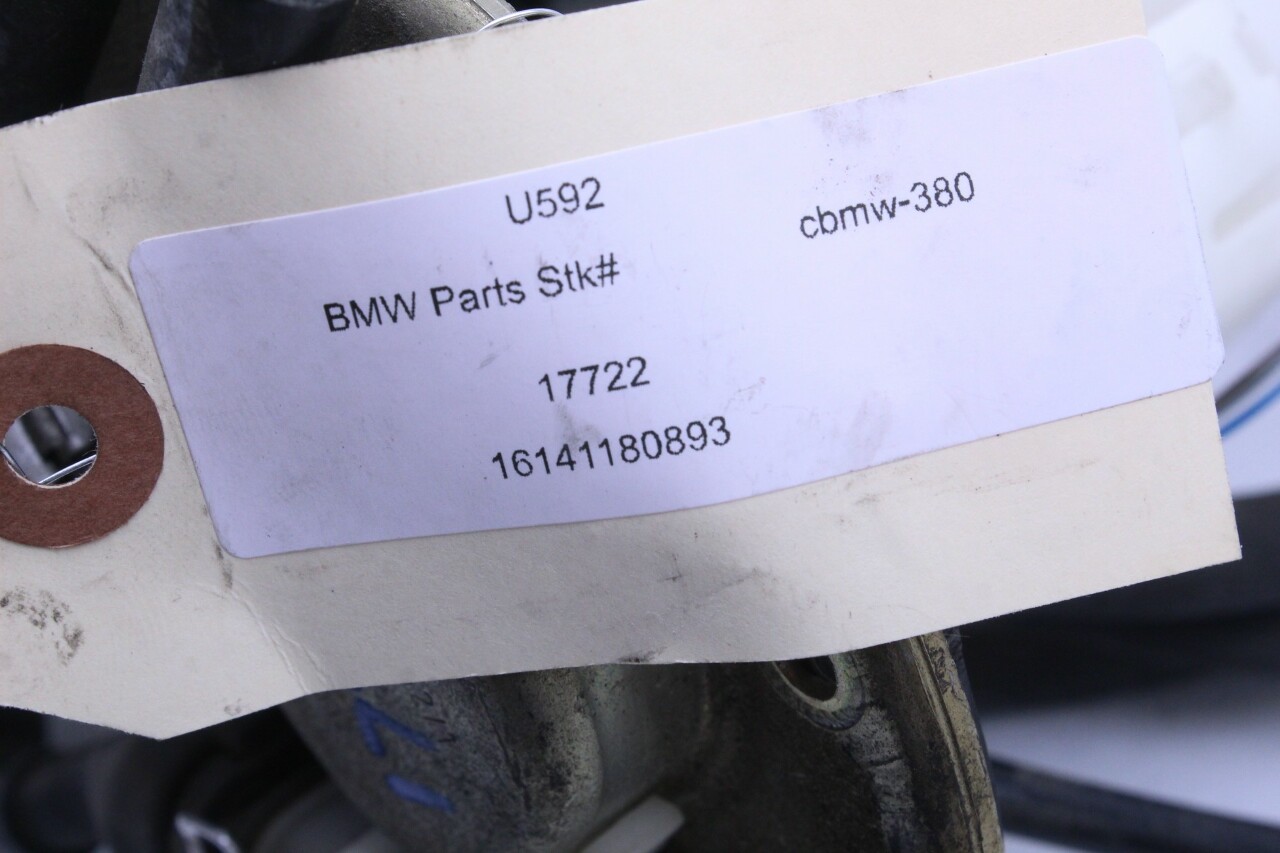 U592
cbmw-380
BMW Parts Stk#
17722
16141180893